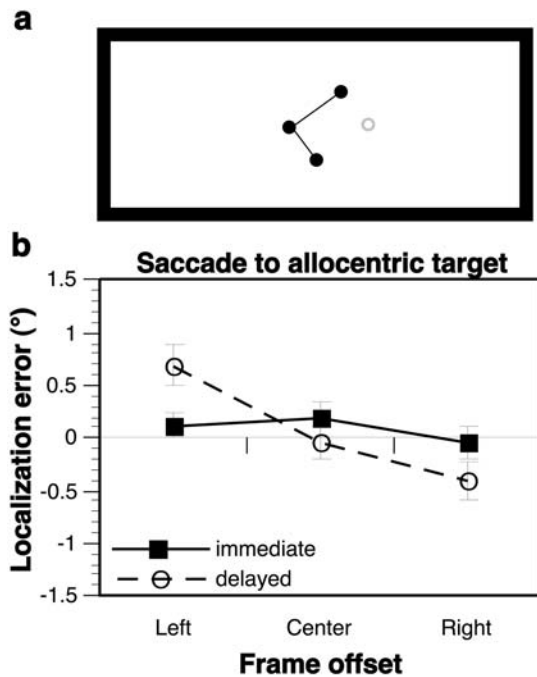 a
b
Saccade to allocentric target
Localization error (°)
1.5
1
0.5
0
-0.5
-1
-1.5
immediate
delayed
Left Center Right
Frame offset